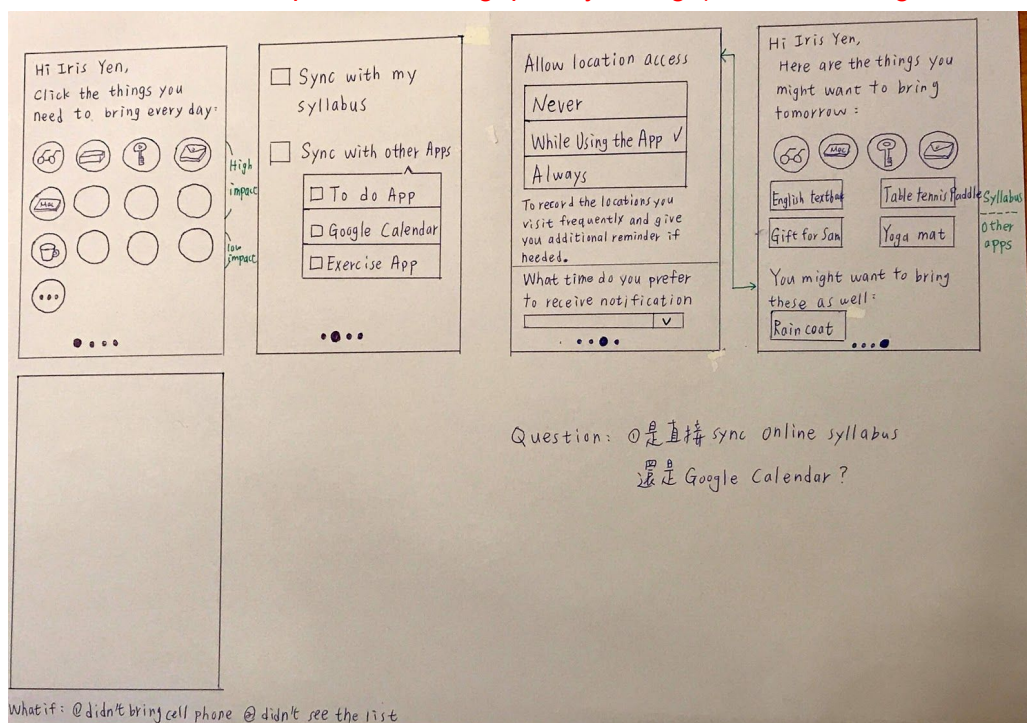 Hi Iris Yen,
Click the things you
need to bring every day:
Mac
High
impact
low
impact
Sync with my
syllabus
Sync with other Apps
To do App
Google Calendar
Exercise App
Allow location access
Never
While Using the App ✓
Always
To record the locations you
visit frequently and give
you additional reminder if
needed.
What time do you prefer
to receive notification
Hi Iris Yen,
Here are the things you
might want to bring
tomorrow:
Mac
English textbook
Table tennis Paddle
Syllabus
Gift for Sam
Yoga mat
Other
apps
You might want to bring
these as well:
Rain coat
Question: ①是直接 sync online syllabus
還是 Google Calendar?
What if: ① didn't bring cell phone ② didn't see the list